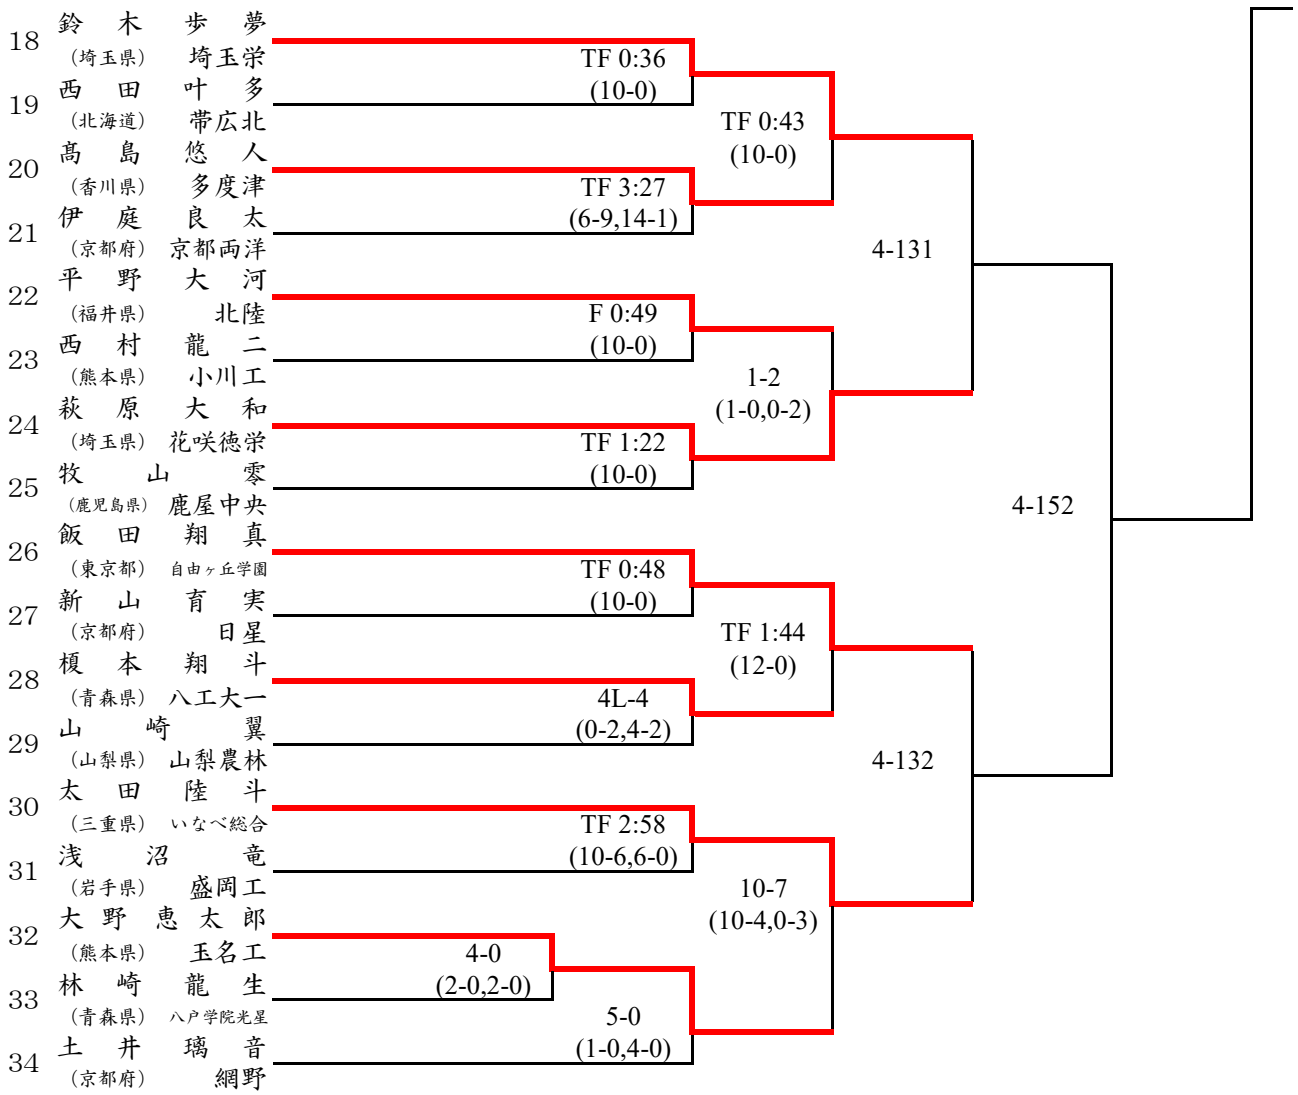 鈴木歩夢
18
(埼玉県) 埼玉栄
TF 0:36
西田叶多
(10-0)
19
(北海道) 帯広北
TF 0:43
髙島悠人
(10-0)
20
(香川県) 多度津
TF 3:27
伊庭良太
(6-9,14-1)
21
(京都府) 京都両洋
4-131
平野大河
22
(福井県) 北陸
F 0:49
西村龍二
(10-0)
23
(熊本県) 小川工
1-2
萩原大和
(1-0,0-2)
24
(埼玉県) 花咲徳栄
TF 1:22
牧山零
(10-0)
25
(鹿児島県) 鹿屋中央
4-152
飯田翔真
26
(東京都) 自由ヶ丘学園
TF 0:48
新山育実
(10-0)
27
(京都府) 日星
TF 1:44
榎本翔斗
(12-0)
28
(青森県) 八工大一
4L-4
山崎翼
(0-2,4-2)
29
(山梨県) 山梨農林
4-132
太田陸斗
30
(三重県) いなべ総合
TF 2:58
浅沼竜
(10-6,6-0)
31
(岩手県) 盛岡工
10-7
大野恵太郎
(10-4,0-3)
32
(熊本県) 玉名工
4-0
林崎龍生
(2-0,2-0)
33
(青森県) 八戸学院光星
5-0
土井璃音
(1-0,4-0)
34
(京都府) 網野